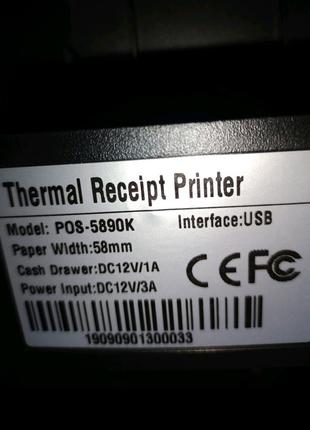 Thermal Receipt Printer
Model: POS-5890K Interface:USB
Paper Width:58mm
Cash Drawer:DC12V/1A
Power Input:DC12V/3A
CE FC
19090901300033